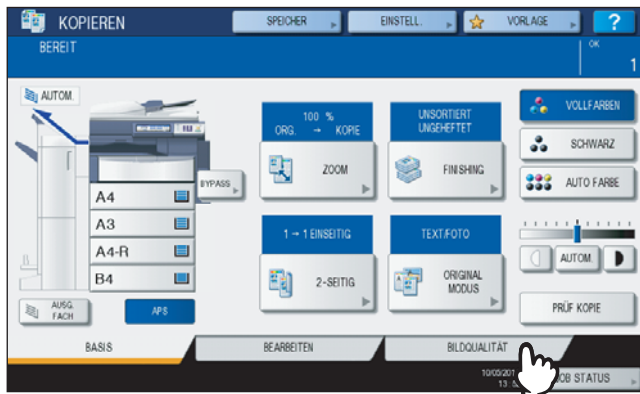 KOPIEREN
SPEICHER
EINSTELL.
VORLAGE
?
BEREIT
OK
1
AUTOM.
100 %
ORG. → KOPIE
ZOOM
UNSORTIERT
UNGEHEFTET
FINISHING
VOLLFARBEN
SCHWARZ
AUTO FARBE
BYPASS
A4
A3
A4-R
B4
1 → 1 EINSEITIG
2-SEITIG
TEXT/FOTO
ORIGINAL
MODUS
AUTOM.
AUSG.
FACH
APS
PRÜF KOPIE
BASIS
BEARBEITEN
BILDQUALITÄT
JOB STATUS